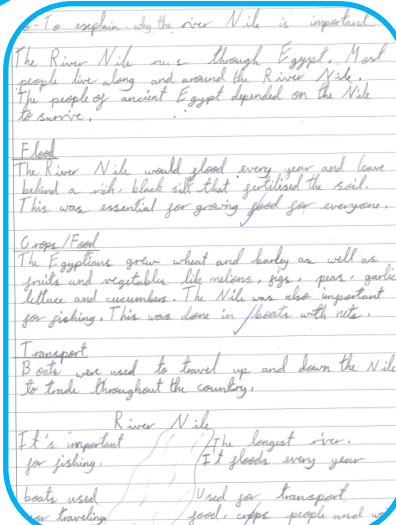 -To explain why the river Nile is important
The River Nile runs through Egypt. Most
people live along and around the River Nile.
The people of ancient Egypt depended on the Nile
to survive.
Flood
The River Nile would flood every year and leave
behind a rich, black silt that fertilised the soil.
This was essential for growing food for everyone.
Crops/Food
The Egyptians grew wheat and barley as well as
fruits and vegetables like melions, figs, peas, garlic
lettuce and cucumbers. The Nile was also important
for fishing. This was done in boats with nets.
Transport
Boats were used to travel up and down the Nile
to trade throughout the country.
River Nile
It's important
for fishing.
boats used
for traveling
The longest river.
It floods every year
Used for transport
food, crops people and